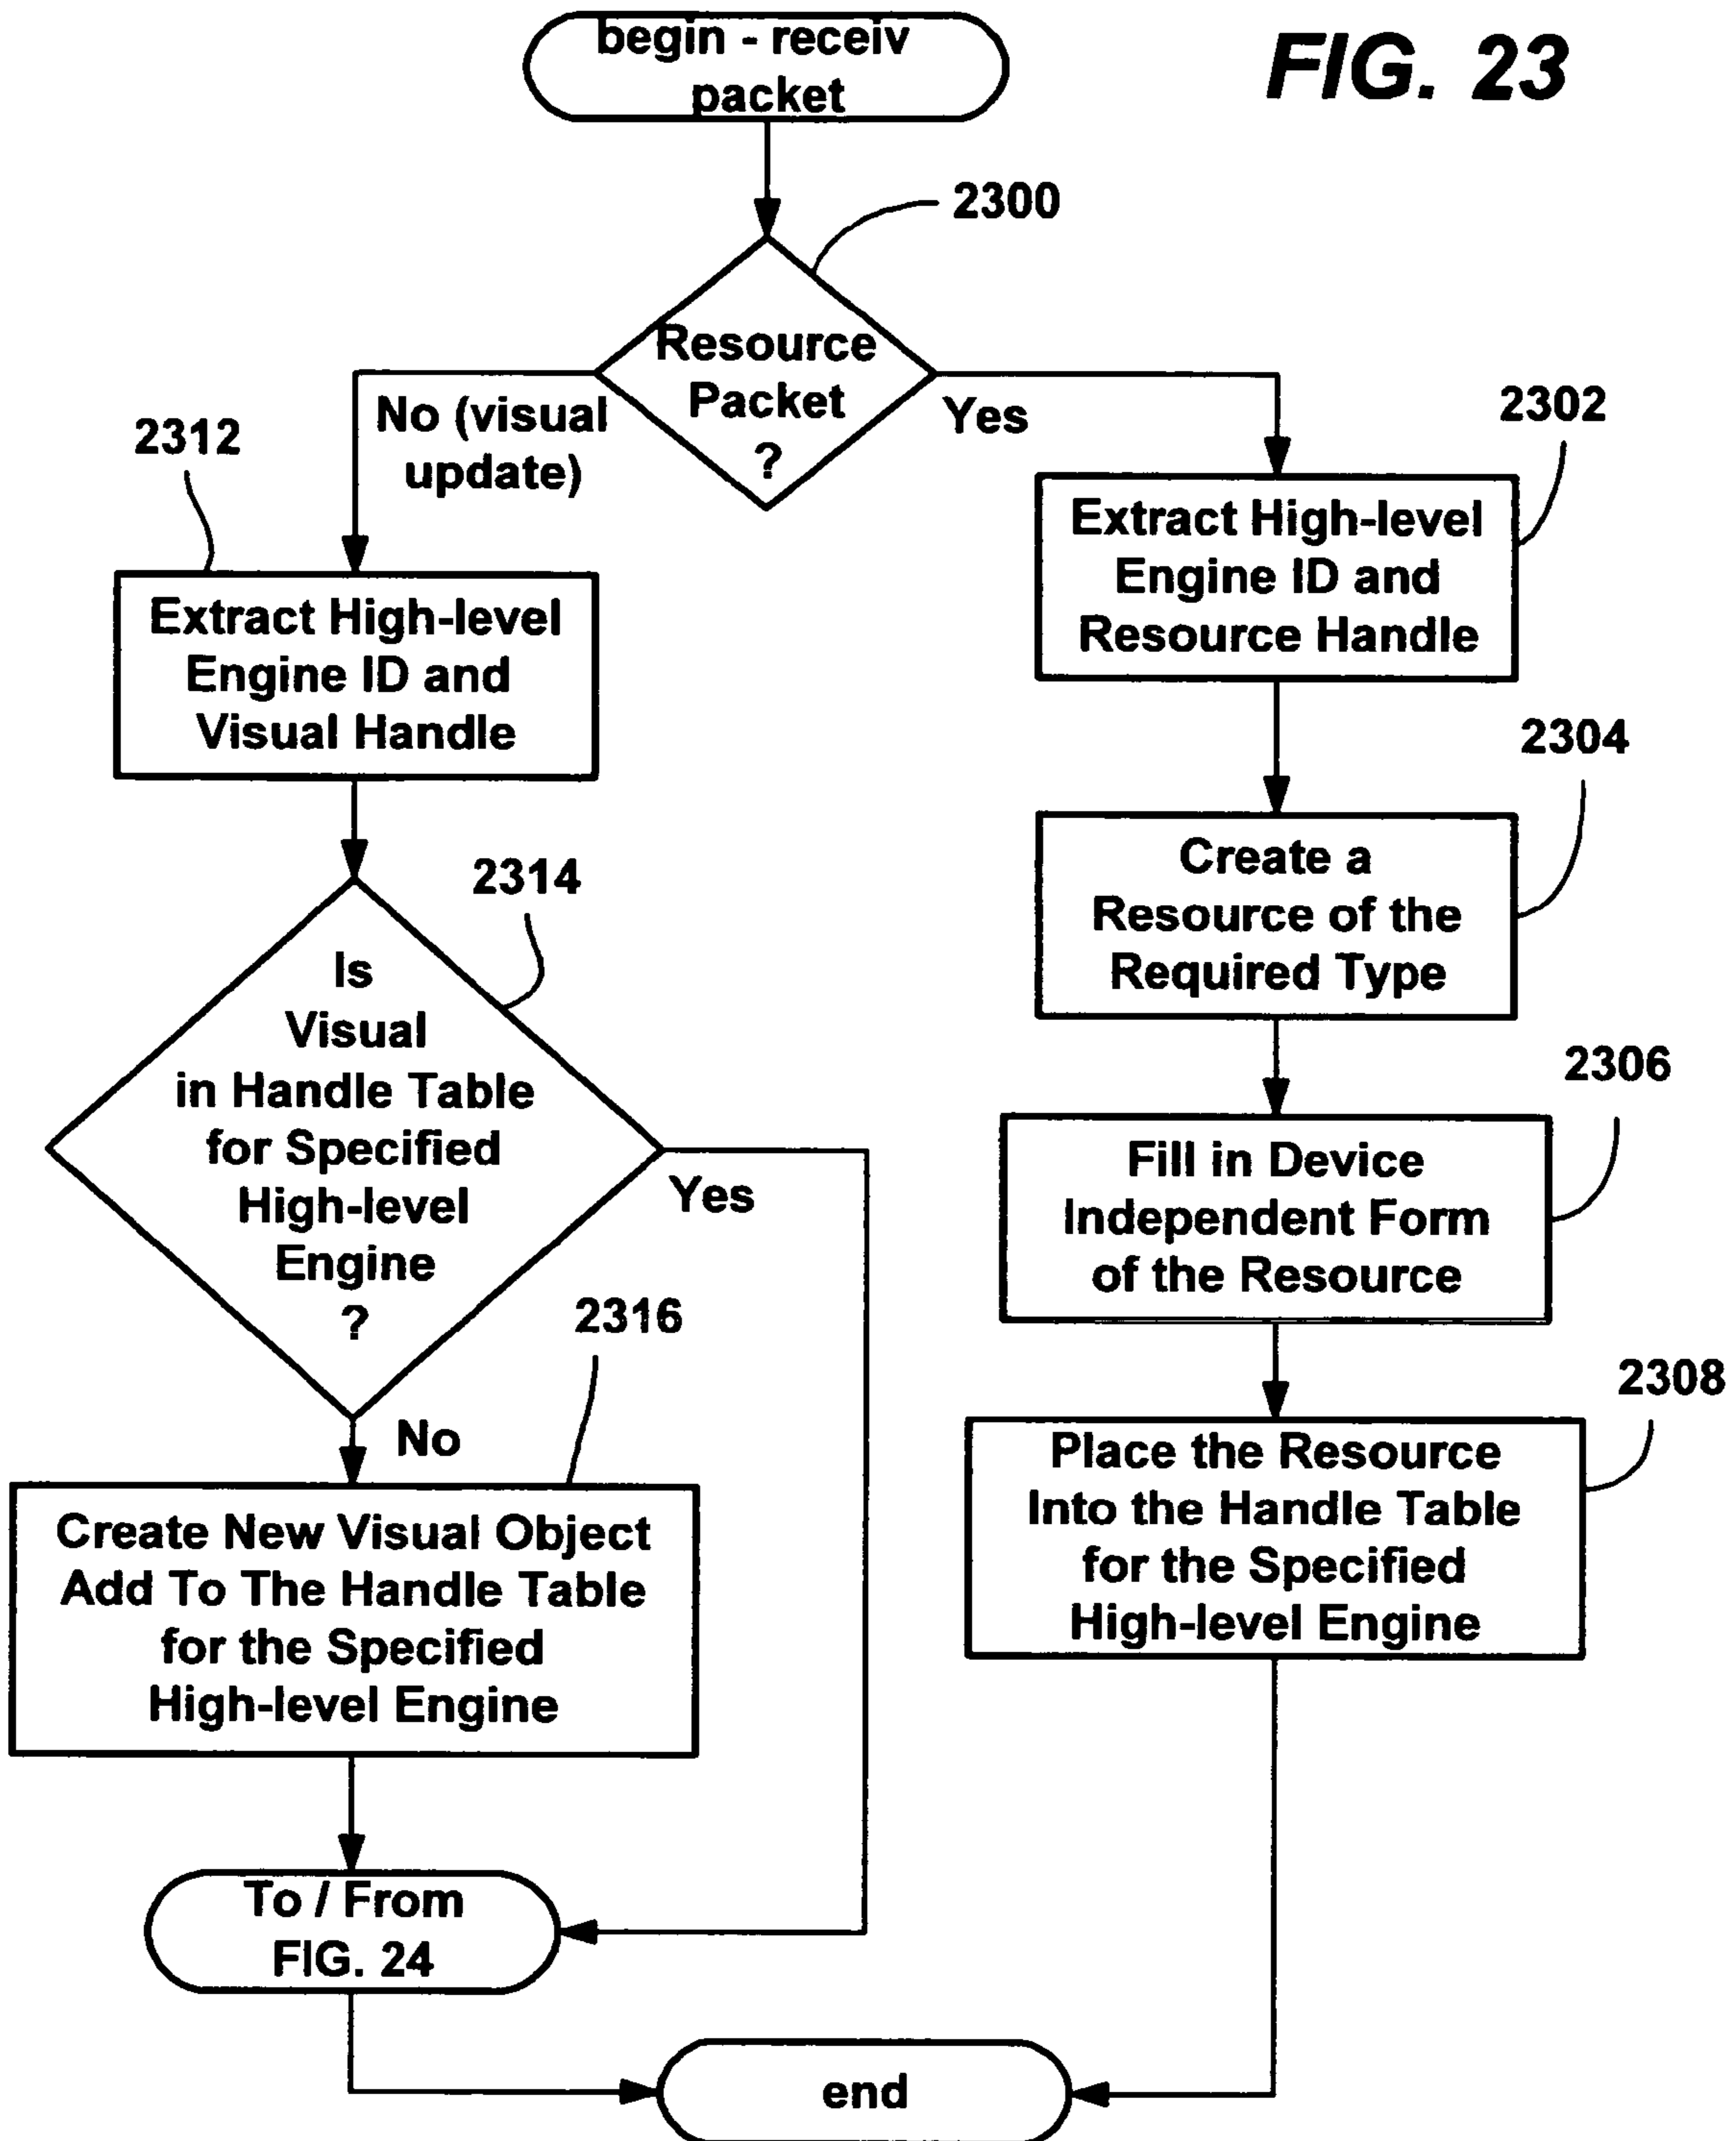 begin - receiv
packet
FIG. 23
2300
Resource
Packet
?
No (visual
update)
Yes
2312
2302
Extract High-level
Engine ID and
Visual Handle
Extract High-level
Engine ID and
Resource Handle
2304
Create a
Resource of the
Required Type
2314
Is
Visual
in Handle Table
for Specified
High-level
Engine
?
Yes
No
2306
Fill in Device
Independent Form
of the Resource
2316
Create New Visual Object
Add To The Handle Table
for the Specified
High-level Engine
2308
Place the Resource
Into the Handle Table
for the Specified
High-level Engine
To / From
FIG. 24
end